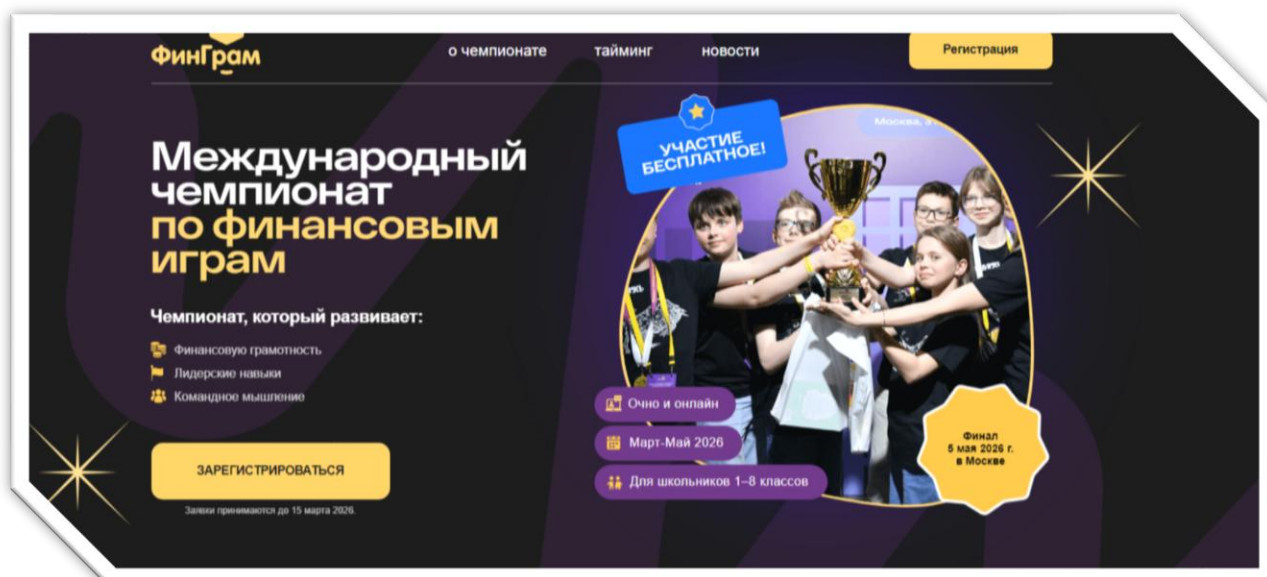 ФинГрам
о чемпионате
тайминг
новости
Регистрация
УЧАСТИЕ
БЕСПЛАТНОЕ!
Москва,
Международный
чемпионат
по финансовым
играм
Чемпионат, который развивает:
Финансовую грамотность
Лидерские навыки
Командное мышление
Очно и онлайн
Март-Май 2026
Для школьников 1–8 классов
Финал
5 мая 2026 г.
в Москве
ЗАРЕГИСТРИРОВАТЬСЯ
Заявки принимаются до 15 марта 2026.